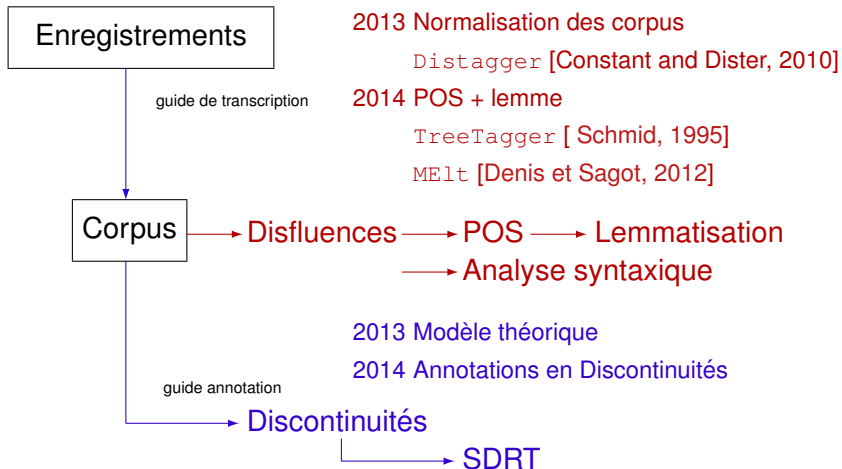 Enregistrements
2013 Normalisation des corpus
Distagger [Constant and Dister, 2010]
guide de transcription
2014 POS + lemme
TreeTagger [ Schmid, 1995]
MElt [Denis et Sagot, 2012]
Corpus
Disfluences
POS
Lemmatisation
Analyse syntaxique
2013 Modèle théorique
2014 Annotations en Discontinuités
guide annotation
Discontinuités
SDRT